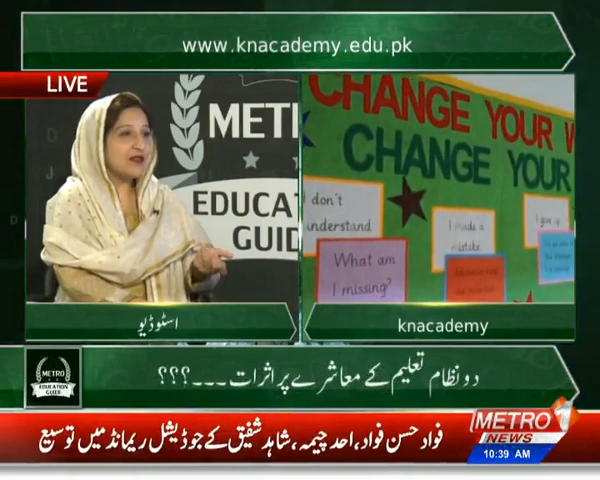 www.knacademy.edu.pk
LIVE
METR
EDUCAT
GUID
CHANGE YOUR W
CHANGE YOUR
I don't
understand
What am
I missing?
I made a
mistake
I give up
اسٹوڈیو
knacademy
METRO
EDUCATION
GUIDE
دو نظام تعلیم کے معاشرے پر اثرات ---؟؟؟
فواد حسن فواد، احد چیمہ، شاہد شفیق کے جوڈیشل ریمانڈ میں توسیع
METRO 1
NEWS
10:39 AM